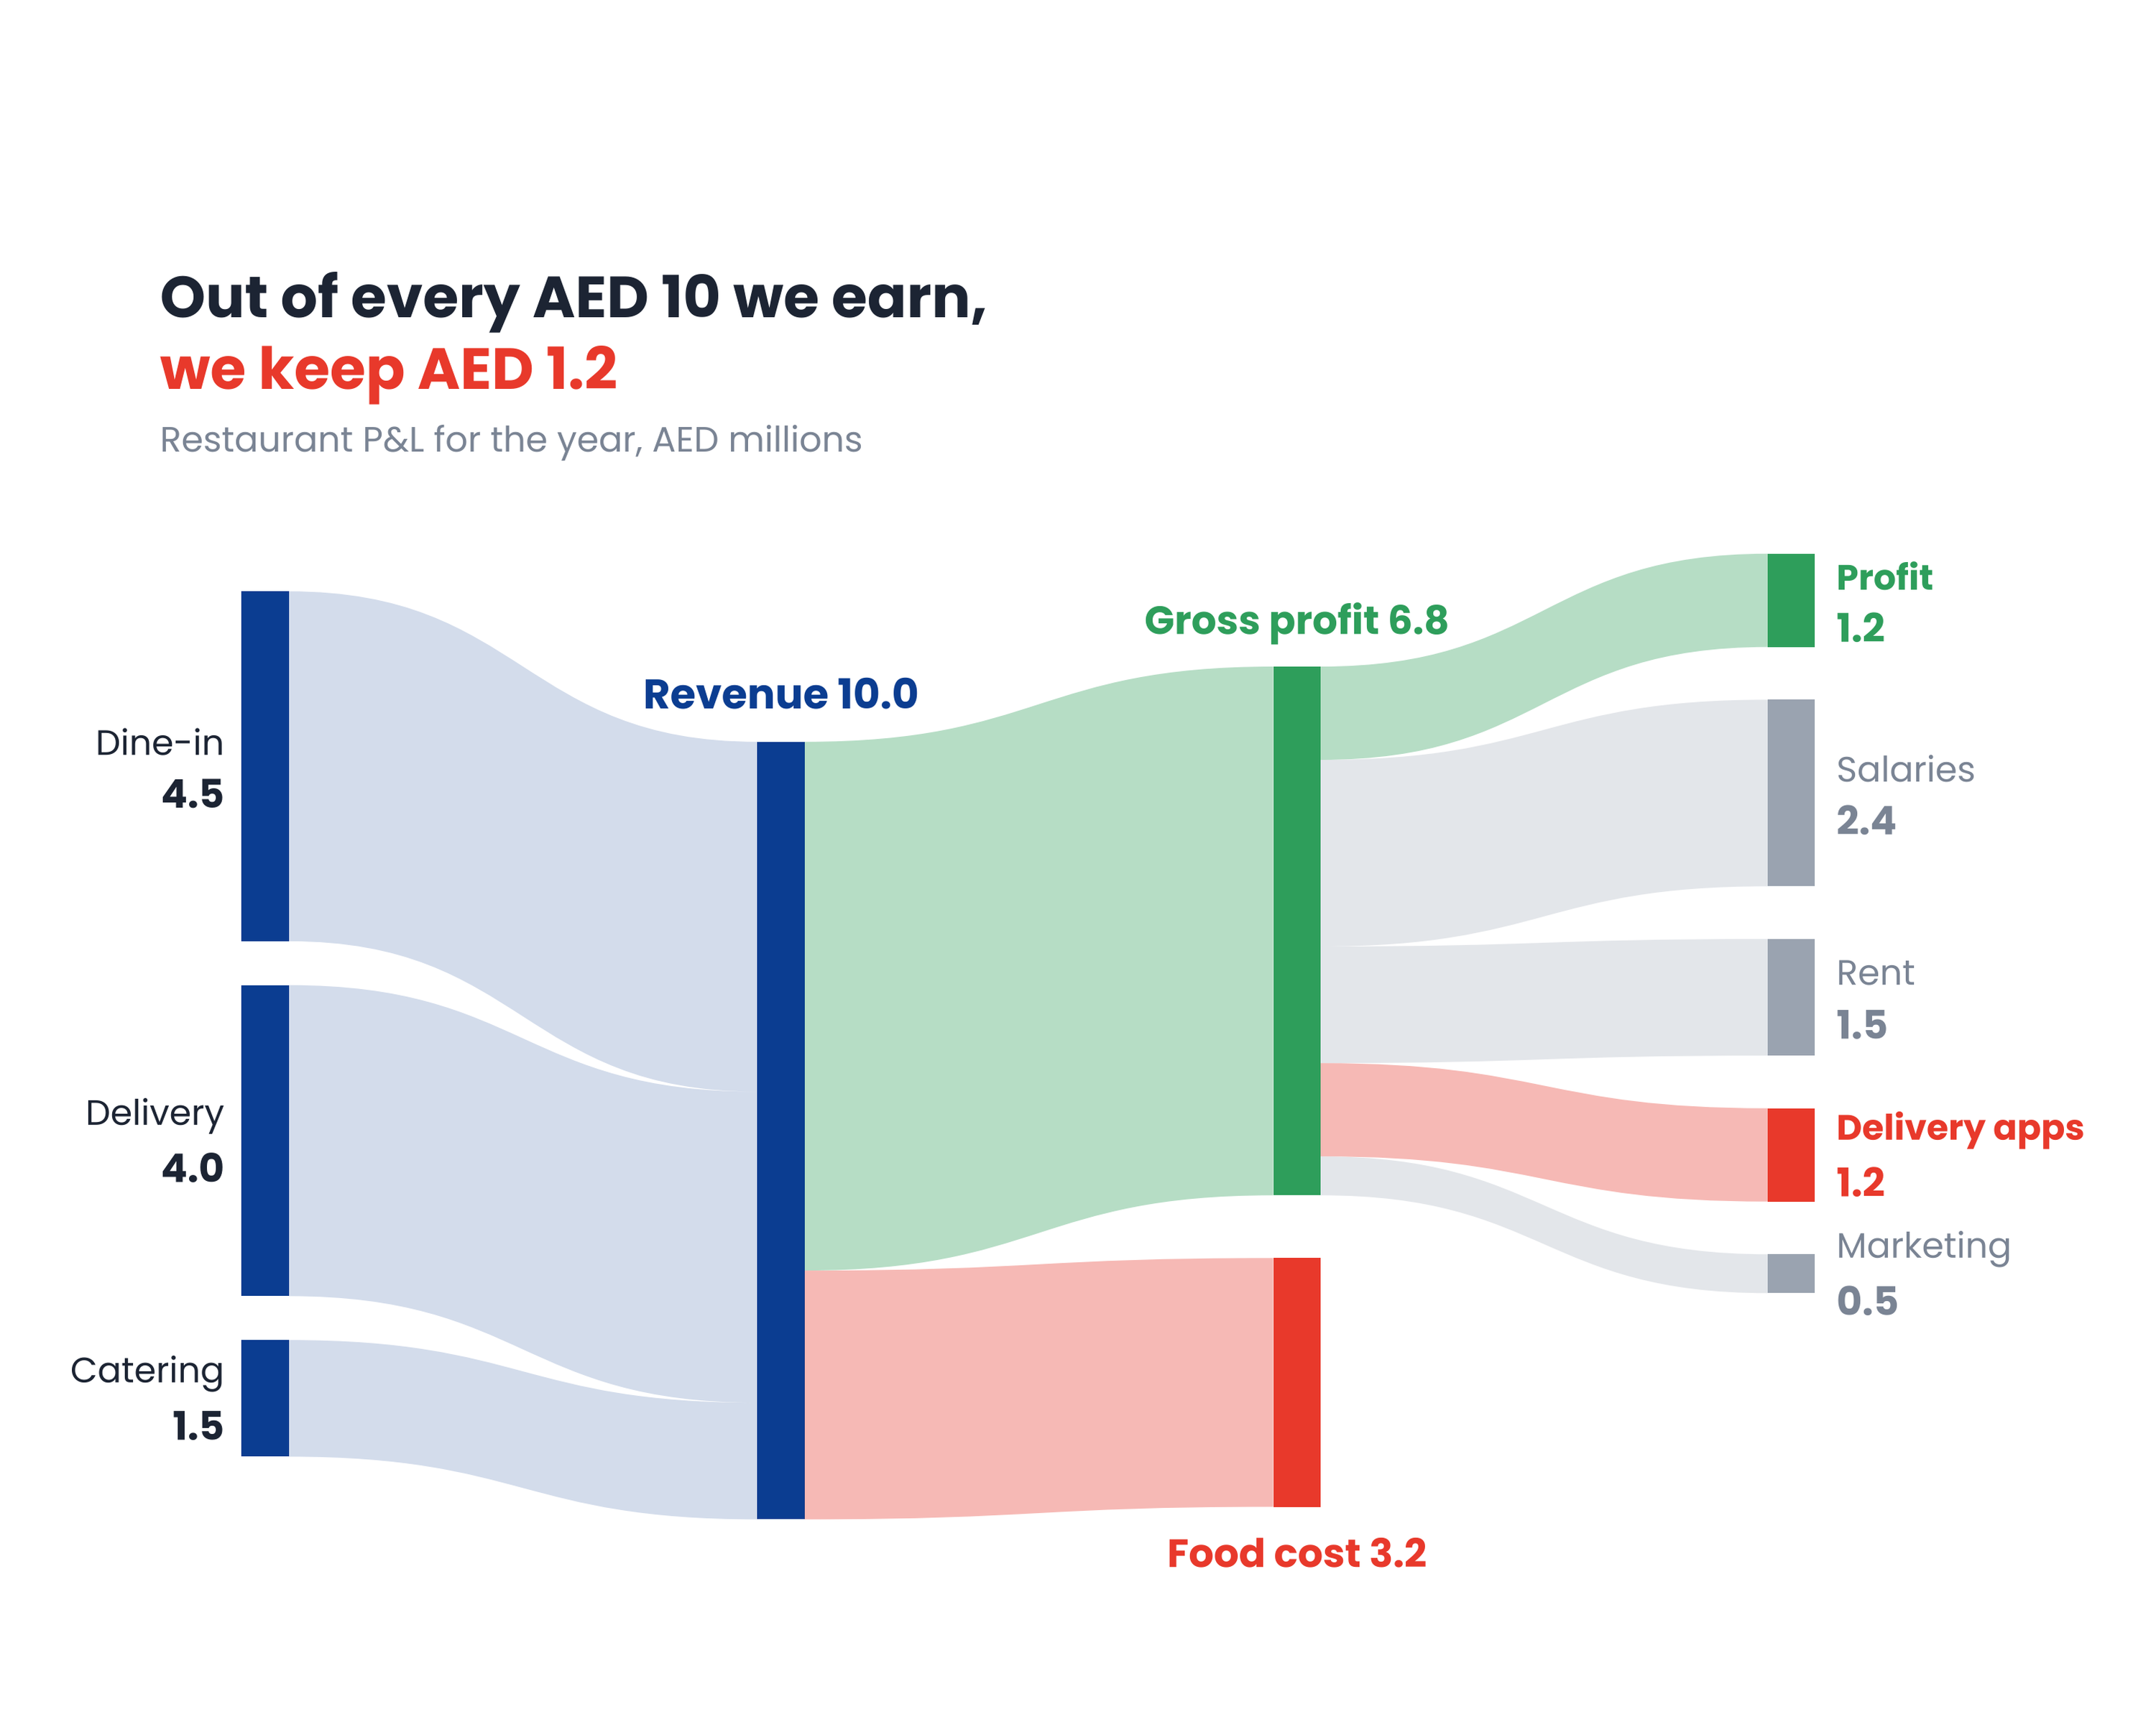 Out of every AED 10 we earn,
we keep AED 1.2
Restaurant P&L for the year, AED millions
Dine-in
4.5
Delivery
4.0
Catering
1.5
Revenue 10.0
Gross profit 6.8
Food cost 3.2
Profit
1.2
Salaries
2.4
Rent
1.5
Delivery apps
1.2
Marketing
0.5